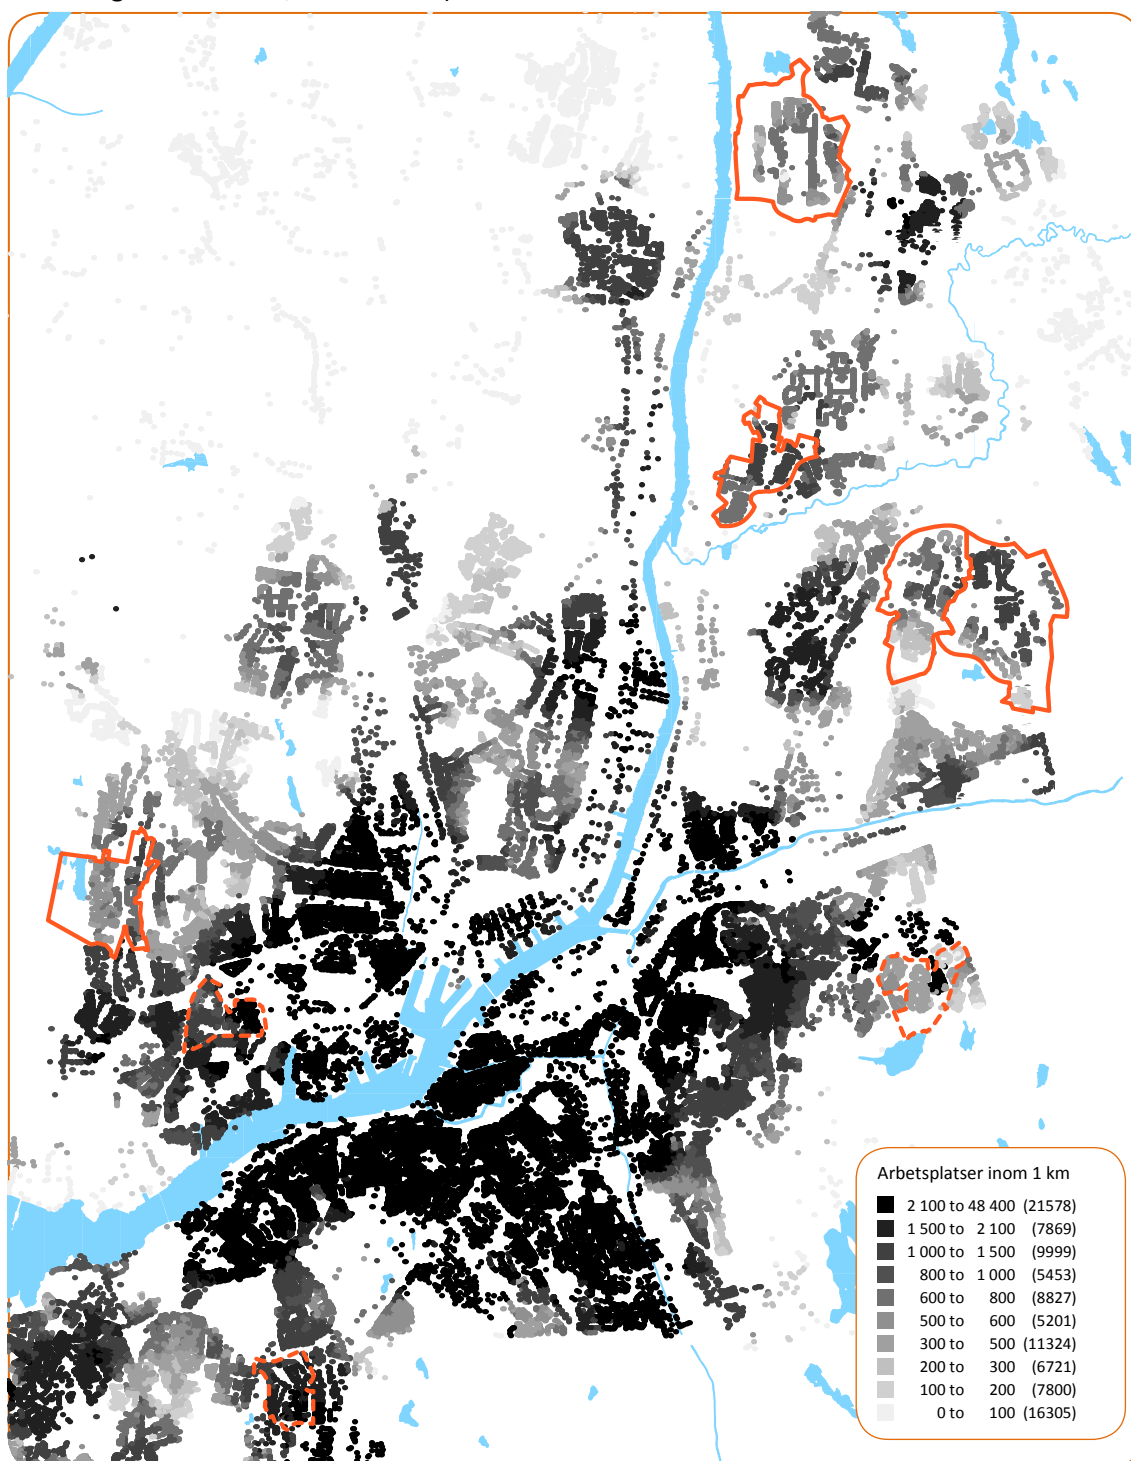 Arbetsplatser inom 1 km
2 100 to 48 400 (21578)
1 500 to 2 100 (7869)
1 000 to 1 500 (9999)
800 to 1 000 (5453)
600 to 800 (8827)
500 to 600 (5201)
300 to 500 (11324)
200 to 300 (6721)
100 to 200 (7800)
0 to 100 (16305)